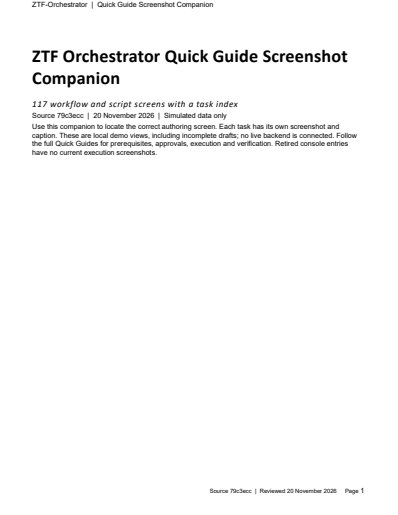 ZTF-Orchestrator | Quick Guide Screenshot Companion
ZTF Orchestrator Quick Guide Screenshot
Companion
117 workflow and script screens with a task index
Source 79c3ecc | 20 November 2026 | Simulated data only
Use this companion to locate the correct authoring screen. Each task has its own screenshot and
caption. These are local demo views, including incomplete drafts; no live backend is connected. Follow
the full Quick Guides for prerequisites, approvals, execution and verification. Retired console entries
have no current execution screenshots.
Source 79c3ecc | Reviewed 20 November 2026 Page 1